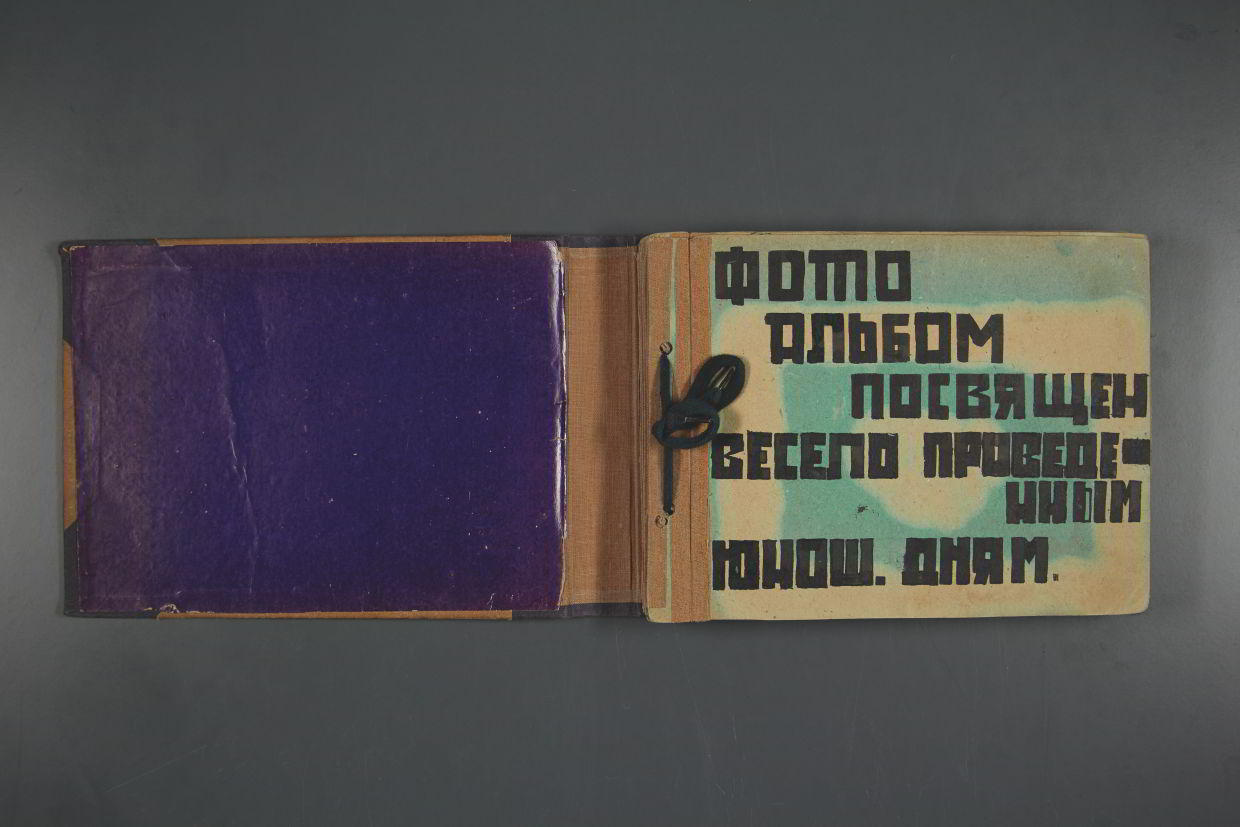 ФОТО
АЛЬБОМ
ПОСВЯЩЕН
ВЕСЕЛО ПРОВЕДЕ-
ННЫМ
ЮНОШ. ДНЯМ.